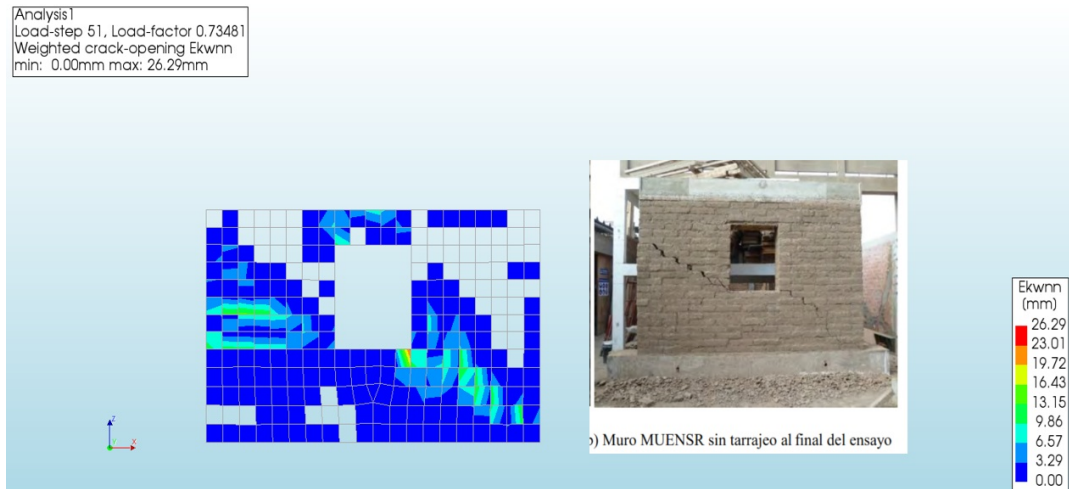 Analysis1
Load-step 51, Load-factor 0.73481
Weighted crack-opening Ekwnn
min: 0.00mm max: 26.29mm
Z
Y
X
b) Muro MUENSR sin tarrajeo al final del ensayo
Ekwnn
(mm)
26.29
23.01
19.72
16.43
13.15
9.86
6.57
3.29
0.00